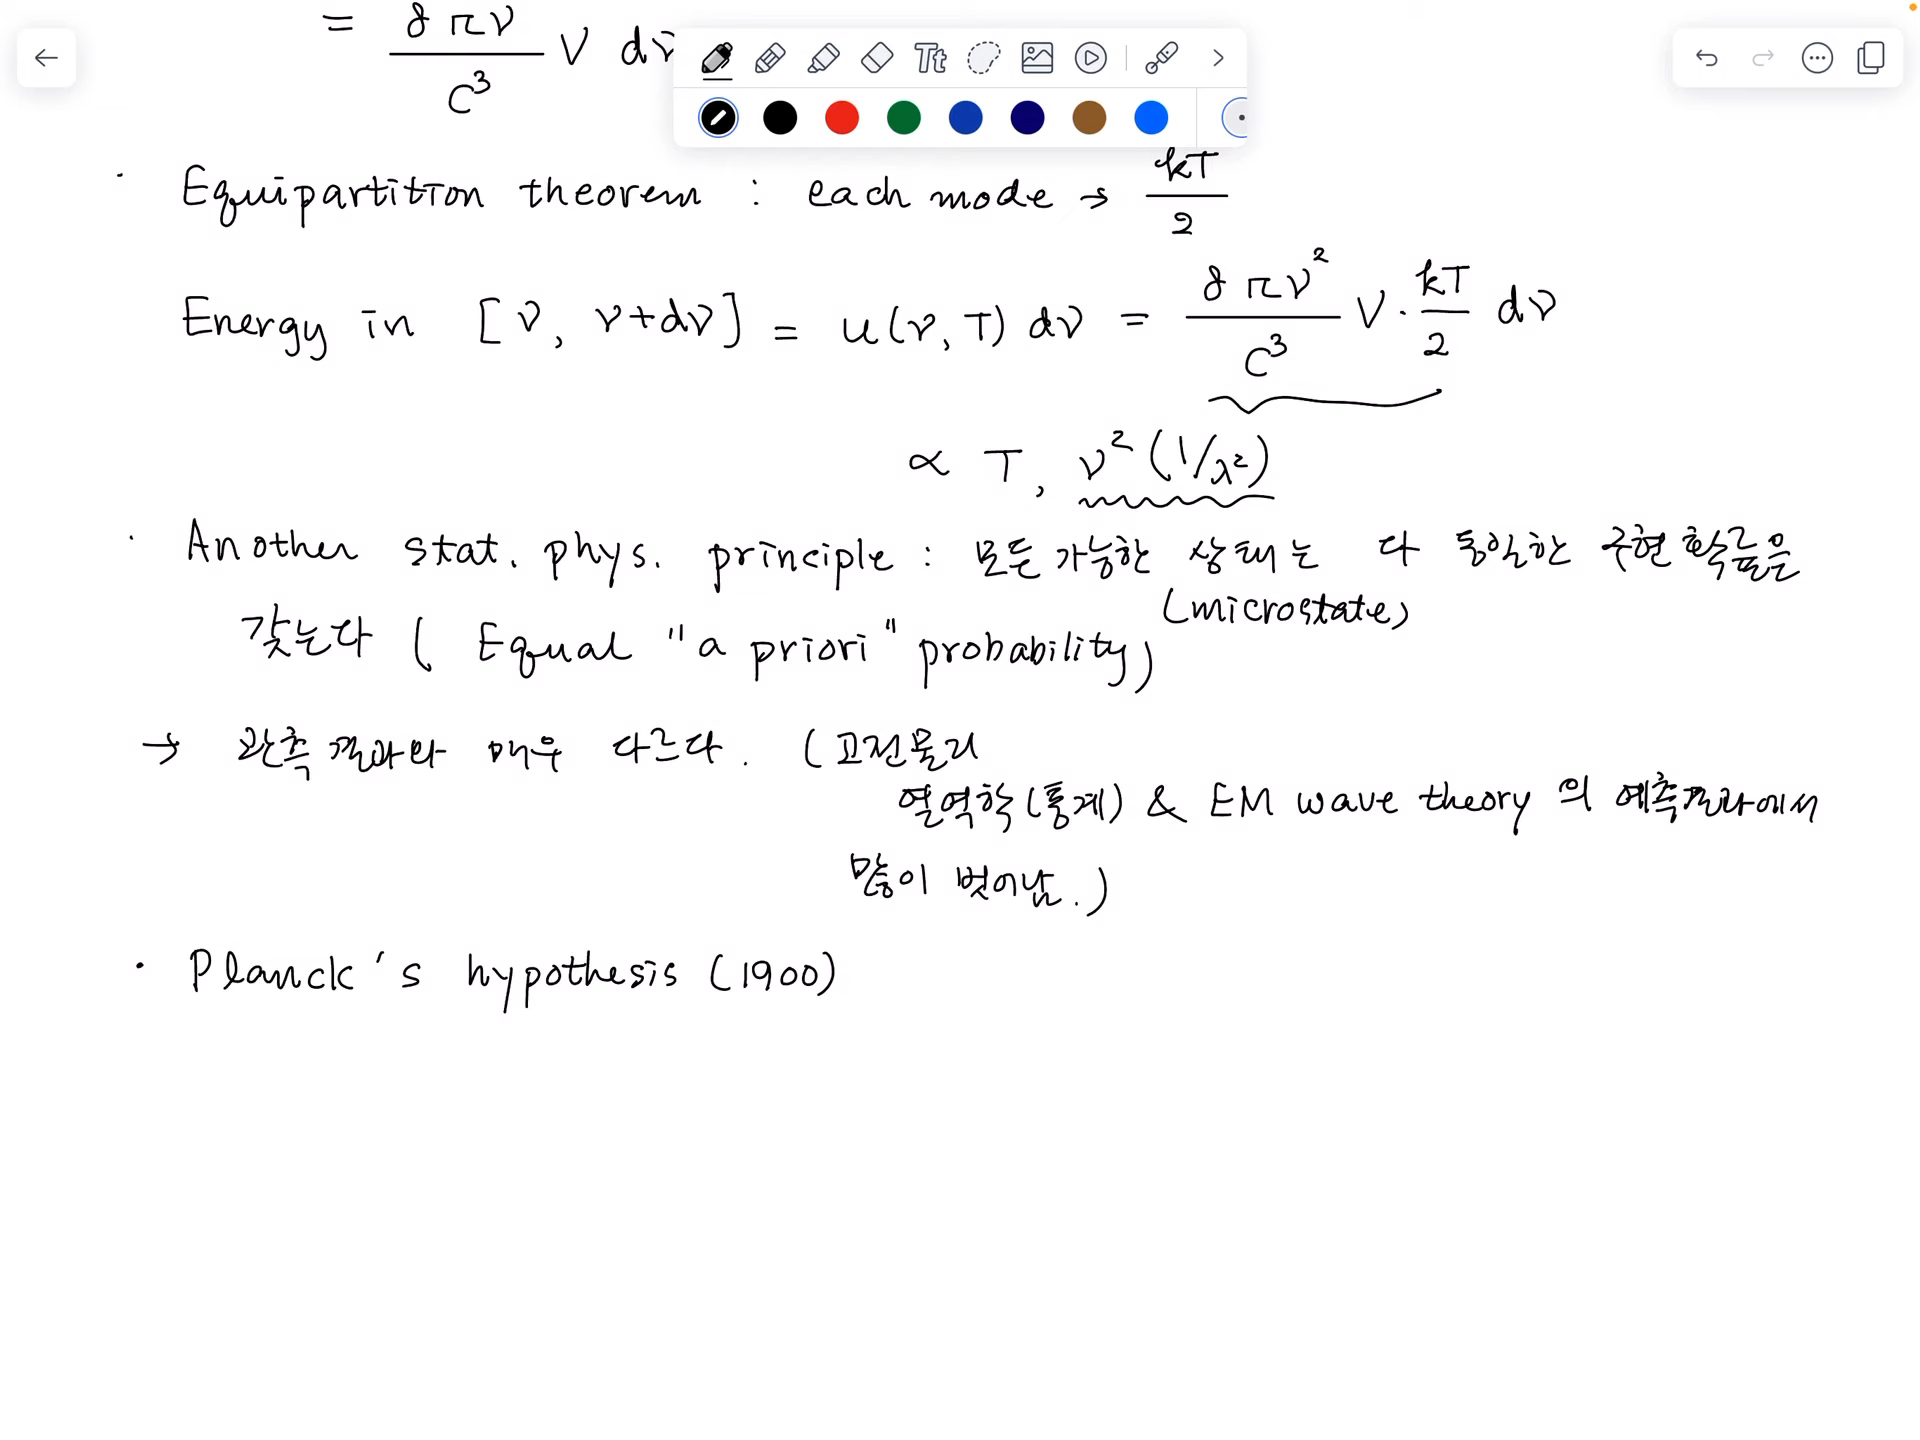 = 8πν / c³ V dν
· Equipartition theorem : each mode → kT/2
Energy in [ν, ν+dν] = u(ν, T) dν = 8πν²/c³ V · kT/2 dν
∝ T, ν² (1/λ²)
· Another stat. phys. principle : 모든 가능한 상태는 다 동일한 구현 확률을
(microstate)
갖는다 ( Equal "a priori" probability)
→ 관측결과와 매우 다르다. (고전물리
열역학(통계) & EM wave theory 의 예측결과에서
많이 벗어남.)
· Planck's hypothesis (1900)
Tt